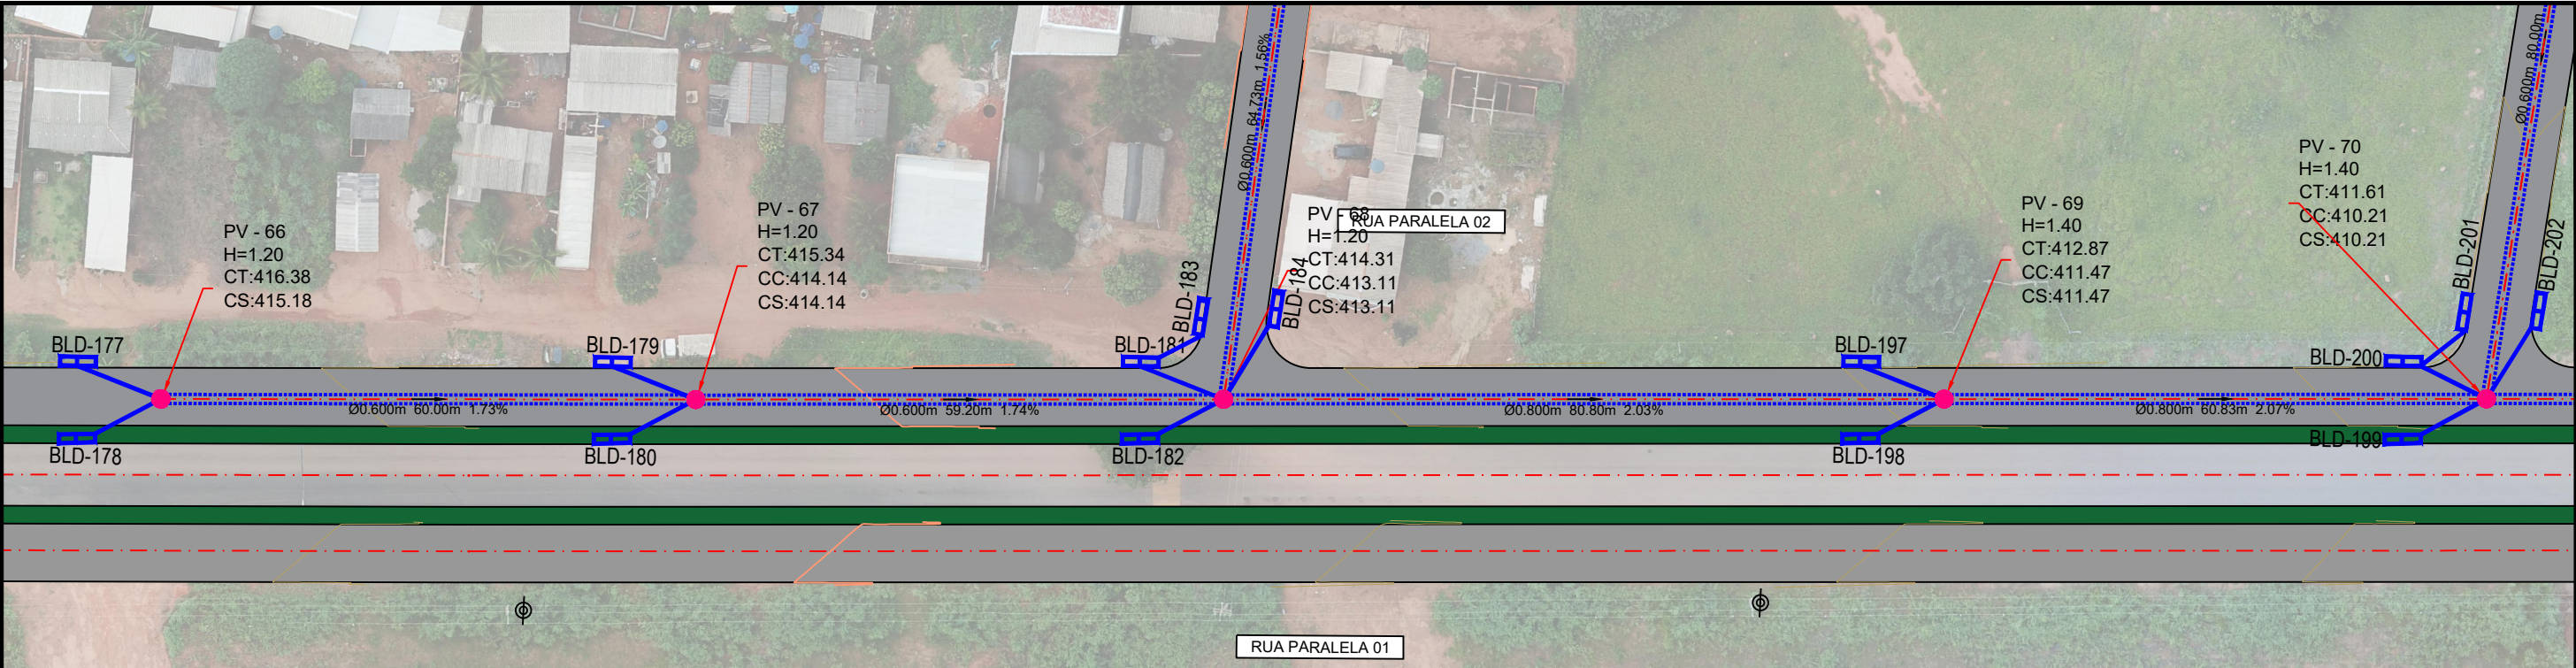 PV - 66
H=1.20
CT:416.38
CS:415.18
PV - 67
H=1.20
CT:415.34
CC:414.14
CS:414.14
Ø0.600m 64.73m 1.56%
PV - 68
H=1.20
CT:414.31
CC:413.11
CS:413.11
RUA PARALELA 02
PV - 69
H=1.40
CT:412.87
CC:411.47
CS:411.47
PV - 70
H=1.40
CT:411.61
CC:410.21
CS:410.21
Ø0.600m 80.00m
BLD-177
BLD-179
BLD-181
BLD-183
BLD-184
BLD-197
BLD-200
BLD-201
BLD-202
Ø0.600m 60.00m 1.73%
Ø0.600m 59.20m 1.74%
Ø0.800m 80.80m 2.03%
Ø0.800m 60.83m 2.07%
BLD-178
BLD-180
BLD-182
BLD-198
BLD-199
RUA PARALELA 01